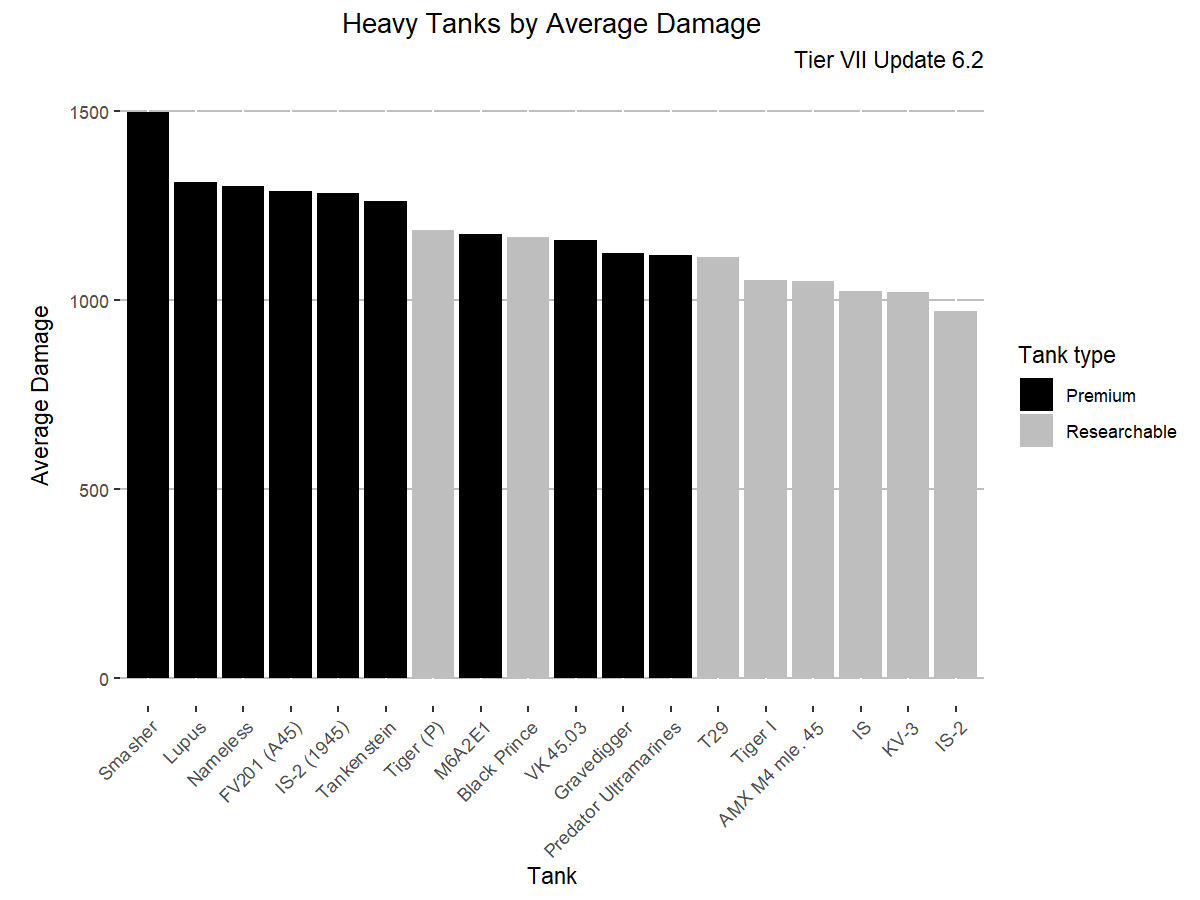 Heavy Tanks by Average Damage
Tier VII Update 6.2
Average Damage
1500
1000
500
0
Smasher
Lupus
Nameless
FV201 (A45)
IS-2 (1945)
Tankenstein
Tiger (P)
M6A2E1
Black Prince
VK 45.03
Gravedigger
Predator Ultramarines
T29
Tiger I
AMX M4 mle. 45
IS
KV-3
IS-2
Tank
Tank type
Premium
Researchable